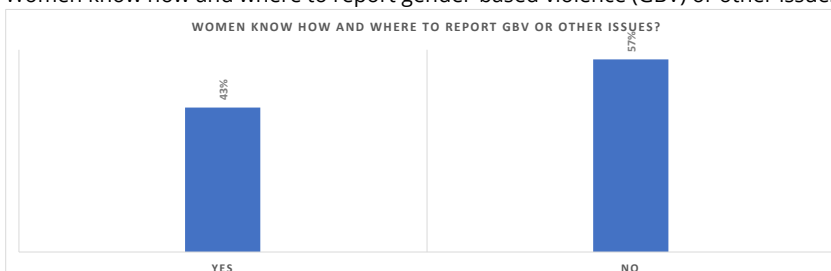 Women know how and where to report gender-based violence (GBV) or other issue
WOMEN KNOW HOW AND WHERE TO REPORT GBV OR OTHER ISSUES?
43%
57%
YES
NO